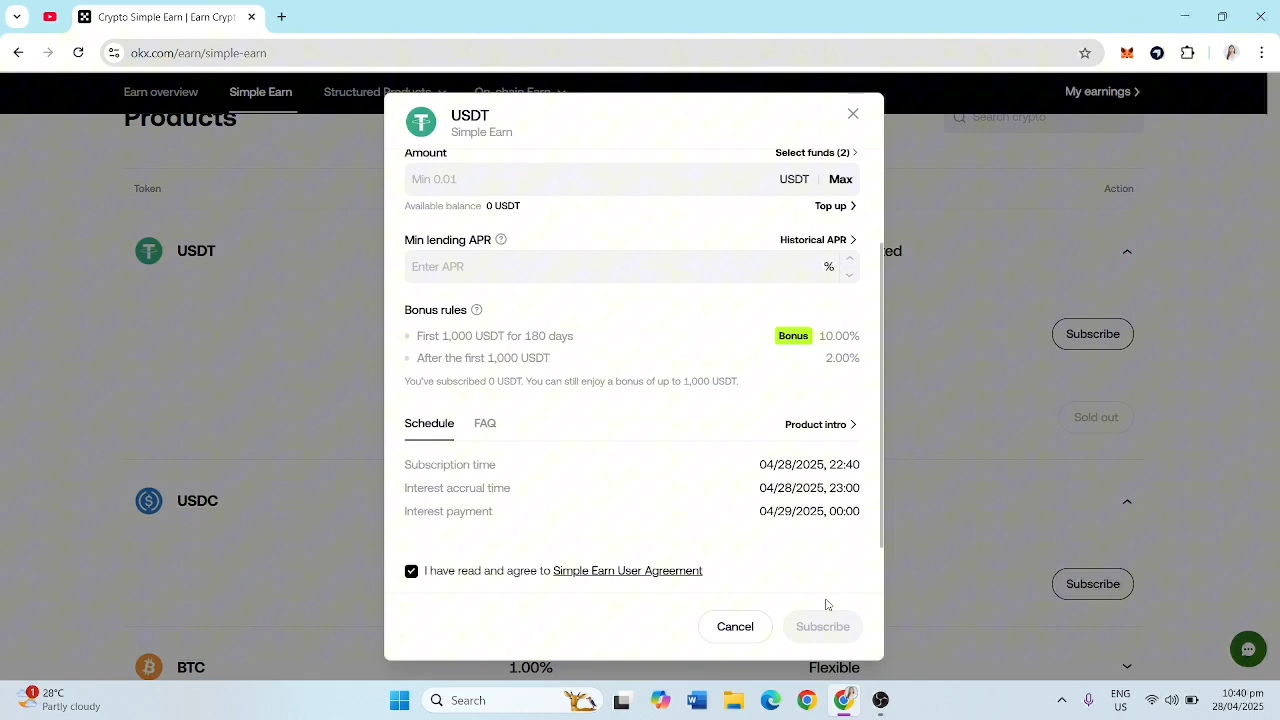 Crypto Simple Earn | Earn Crypt
okx.com/earn/simple-earn
Earn overview
Simple Earn
Structured Products
On-chain Earn
My earnings
Products
Search crypto
Token
Action
USDT
Simple Earn
Amount
Select funds (2)
Min 0.01
USDT | Max
Available balance 0 USDT
Top up
USDT
ed
Min lending APR ?
Historical APR
Enter APR
%
Bonus rules ?
First 1,000 USDT for 180 days
Bonus 10.00%
Subscribe
After the first 1,000 USDT
2.00%
You've subscribed 0 USDT. You can still enjoy a bonus of up to 1,000 USDT.
Sold out
Schedule
FAQ
Product intro
Subscription time
04/28/2025, 22:40
Interest accrual time
04/28/2025, 23:00
USDC
Interest payment
04/29/2025, 00:00
I have read and agree to Simple Earn User Agreement
Subscribe
Cancel
Subscribe
BTC
1.00%
Flexible
1
28°C
Partly cloudy
Search
ENG
US
10:40 pm
28/04/2025